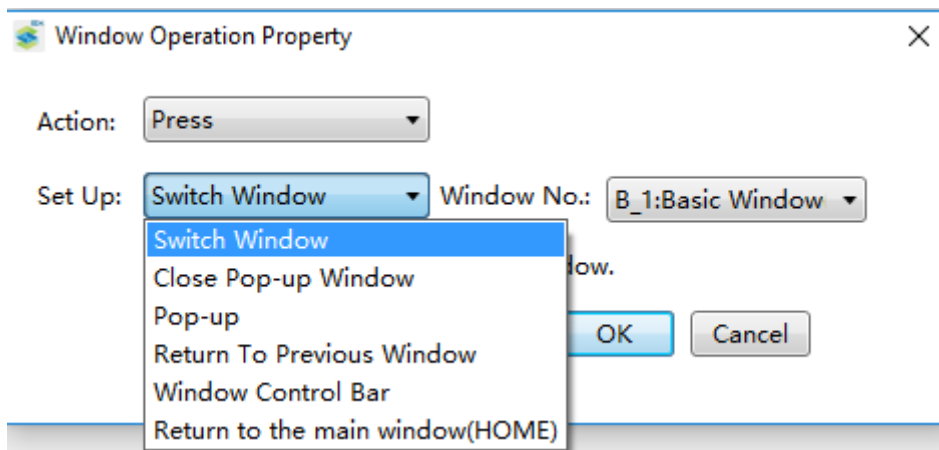 Window Operation Property
Action: Press
Set Up: Switch Window Window No.: B_1:Basic Window
Switch Window
Close Pop-up Window
Pop-up
Return To Previous Window
Window Control Bar
Return to the main window(HOME)
OK Cancel